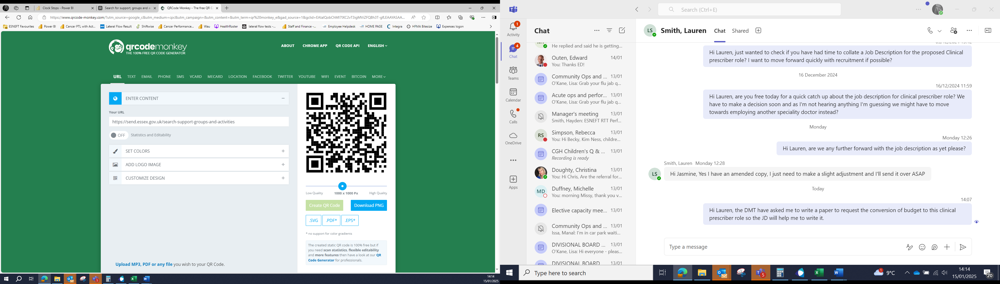 Clock Stops - Power BI
Search for support, groups and ac
QRCode Monkey - The free QR C
https://www.qrcode-monkey.com/?utm_source=google_c&utm_medium=cpc&utm_campaign=&utm_content=&utm_term=qr%20monkey_e&gad_source=1&gclid=
ESNEFT Favourites
Power BI
Cancer PTL with Act...
Lateral Flow Result
Shiftwise
Cancer Performance...
Wau
HealthRoster
lateral flow tests -...
Staff and Finance -...
Employee Helpdesk
HOME PAGE
Integra
HFMA Bitesize
Expenses logon
qrcodemonkey
THE 100% FREE QR CODE GENERATOR
ABOUT
CHROME APP
QR CODE API
ENGLISH
URL
TEXT
EMAIL
PHONE
SMS
VCARD
MECARD
LOCATION
FACEBOOK
TWITTER
YOUTUBE
WIFI
EVENT
BITCOIN
MORE
ENTER CONTENT
Your URL
https://send.essex.gov.uk/search-support-groups-and-activities
OFF
Statistics and Editability
SET COLORS
ADD LOGO IMAGE
CUSTOMIZE DESIGN
Upload MP3, PDF or any file you wish to your QR Code.
Low Quality
1000 x 1000 Px
High Quality
Create QR Code
Download PNG
.SVG
.PDF*
.EPS*
* no support for color gradients
The created static QR code is 100% free but if
you need scan statistics, flexible editability
and more features then have a look at our QR
Code Generator for professionals.
14:14
15/01/2025
Search (Ctrl+E)
Activity
1
Chat
4
Teams
Calendar
Calls
OneDrive
Apps
Chat
He replied and said he is getting...
Outen, Edward 14/01
You: Thanks ED!
Community Ops and ... 13/01
O'Kane, Lisa: Grab your flu jab q...
Acute ops and perfor... 13/01
O'Kane, Lisa: Grab your flu jab q...
Manager's meeting 13/01
Smith, Hayden: ESNEFT RTT Perf...
RS
Simpson, Rebecca 13/01
You: Hi Becky, Kim Ness, childre...
CGH Children's Q & ... 13/01
Recording is ready
Doughty, Christina 13/01
You: Hi Chris, Are the referral for...
MD
Duffney, Michelle 13/01
You: morning Missy, thank you v...
Elective capacity mee... 13/01
Community Ops and ... 13/01
Issa, Manal: I'm in car park waiti...
DIVISIONAL BOARD ... 13/01
O'Kane, Lisa: Hi everyone - pleas...
DIVISIONAL BOARD 13/01
LS
Smith, Lauren
Chat
Shared
Hi Lauren, just wanted to check if you have had time to collate a Job Description for the proposed Clinical
prescriber role? I want to move forward quickly with recruitment if possible?
16 December 2024
16/12/2024 11:59
Hi Lauren, are you free today for a quick catch up about the job description for clinical prescriber role? We
have to make a decision soon and as I'm not hearing anything I'm guessing we might have to move
towards employing another speciality doctor instead?
Monday
Monday 12:26
Hi Lauren, are we any further forward with the job description as yet please?
Smith, Lauren Monday 12:28
LS
Hi Jasmine, Yes I have an amended copy, I just need to make a slight adjustment and I'll send it over ASAP
Today
14:07
Hi Lauren, the DMT have asked me to write a paper to request the conversion of budget to this clinical
prescriber role so the JD will help me to write it.
Type a message
Type here to search
5
1
9°C
14:14
15/01/2025
20